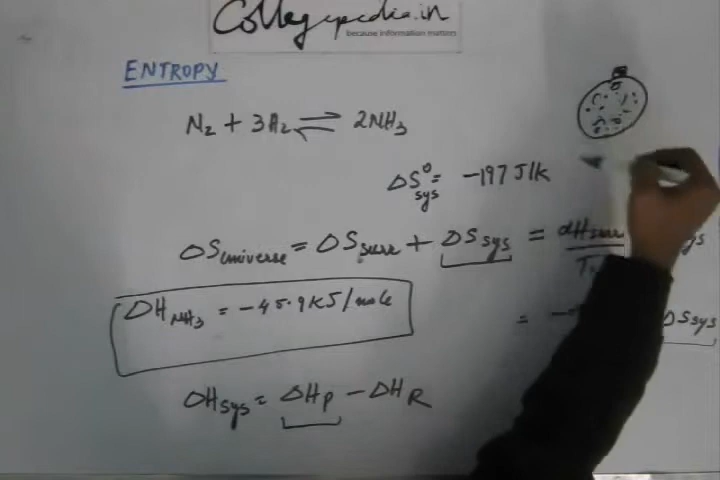 Collegepedia.in
because information matters
ENTROPY
N₂ + 3H₂ ⇌ 2NH₃
ΔS°sys = -197 J/K
ΔSuniverse = ΔSsurr + ΔSsys = dHsurr
ΔH NH₃ = -45.9 KJ/mole
= ΔSsys
ΔHsys = ΔHP - ΔHR